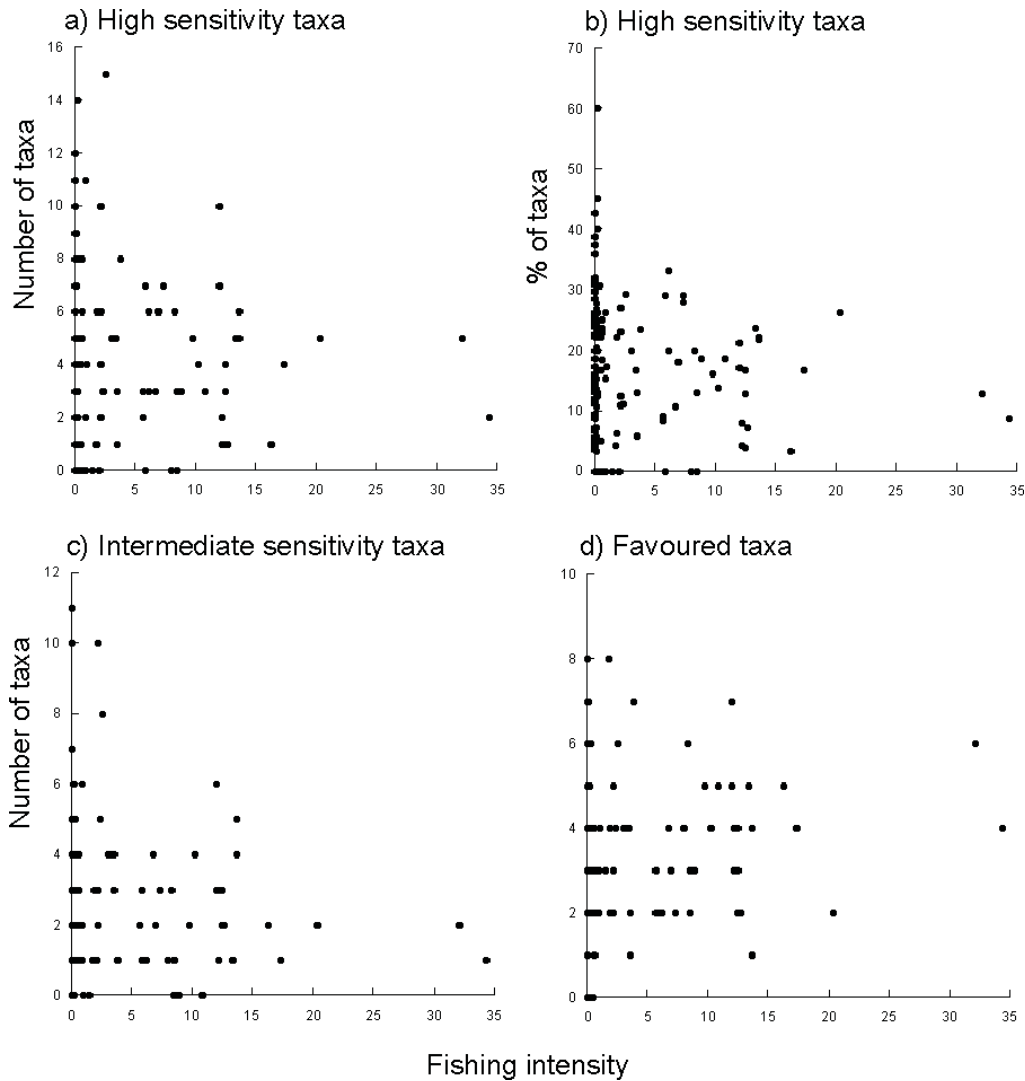 a) High sensitivity taxa
Number of taxa
16
14
12
10
8
6
4
2
0
0 5 10 15 20 25 30 35
b) High sensitivity taxa
% of taxa
70
60
50
40
30
20
10
0
0 5 10 15 20 25 30 35
c) Intermediate sensitivity taxa
Number of taxa
12
10
8
6
4
2
0
0 5 10 15 20 25 30 35
d) Favoured taxa
10
8
6
4
2
0
0 5 10 15 20 25 30 35
Fishing intensity